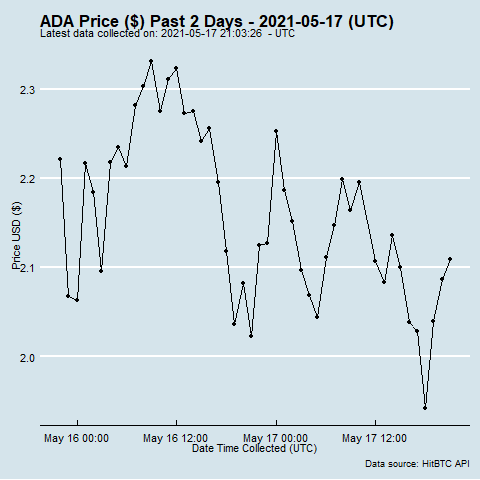 ADA Price ($) Past 2 Days - 2021-05-17 (UTC)
Latest data collected on: 2021-05-17 21:03:26 - UTC
2.3
2.2
2.1
2.0
Price USD ($)
May 16 00:00
May 16 12:00
May 17 00:00
May 17 12:00
Date Time Collected (UTC)
Data source: HitBTC API